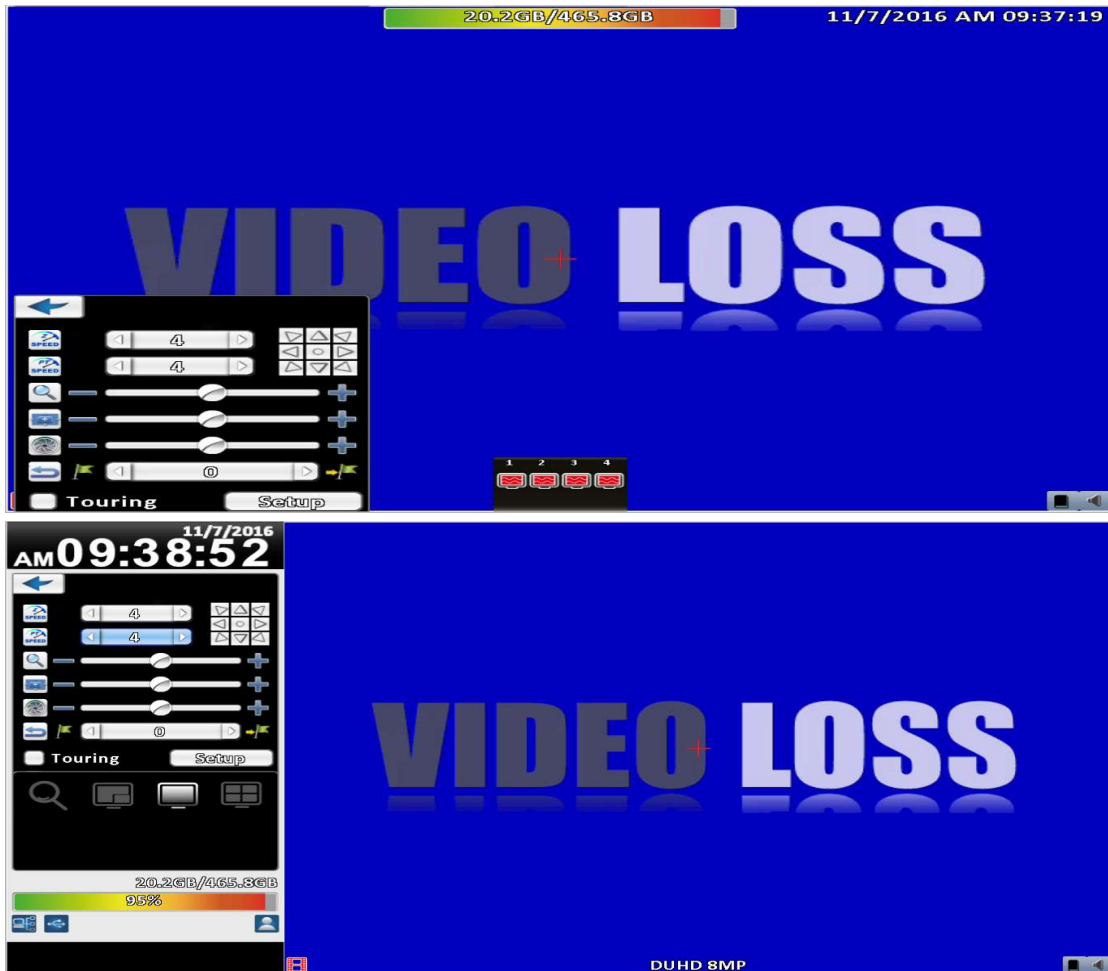 20.2GB/465.8GB
11/7/2016 AM 09:37:19
VIDEO LOSS
SPEED
4
P/T
SPEED
4
0
Touring
Setup
1 2 3 4
11/7/2016
AM 09:38:52
SPEED
4
SPEED
4
0
Touring
Setup
VIDEO LOSS
20.2GB/465.8GB
95%
DUHD 8MP